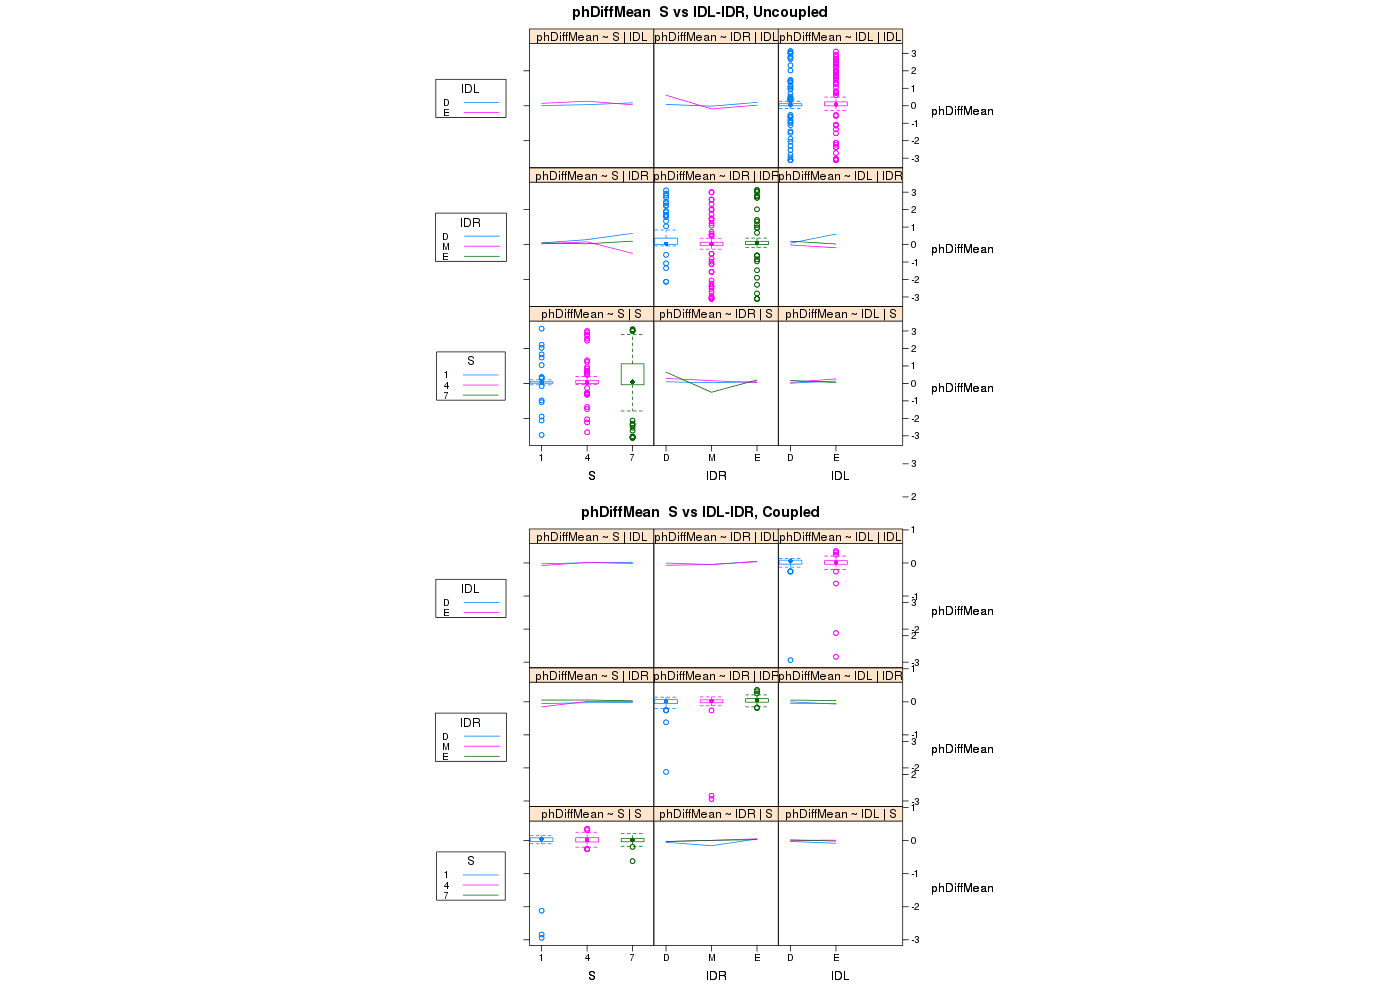 phDiffMean  S vs IDL-IDR, Uncoupled
phDiffMean ~ S | IDL
phDiffMean ~ IDR | IDL
phDiffMean ~ IDL | IDL
IDL
D
E
3
2
1
0
-1
-2
-3
phDiffMean
phDiffMean ~ S | IDR
phDiffMean ~ IDR | IDR
phDiffMean ~ IDL | IDR
IDR
D
M
E
3
2
1
0
-1
-2
-3
phDiffMean
phDiffMean ~ S | S
phDiffMean ~ IDR | S
phDiffMean ~ IDL | S
S
1
4
7
3
2
1
0
-1
-2
-3
phDiffMean
1 4 7 D M E D E
S IDR IDL
3
2
phDiffMean  S vs IDL-IDR, Coupled
1
phDiffMean ~ S | IDL
phDiffMean ~ IDR | IDL
phDiffMean ~ IDL | IDL
IDL
D
E
0
-1
3
-2
2
-3
1
phDiffMean
phDiffMean ~ S | IDR
phDiffMean ~ IDR | IDR
phDiffMean ~ IDL | IDR
IDR
D
M
E
0
-1
3
-2
2
-3
1
phDiffMean
phDiffMean ~ S | S
phDiffMean ~ IDR | S
phDiffMean ~ IDL | S
S
1
4
7
0
-1
-2
-3
phDiffMean
1 4 7 D M E D E
S IDR IDL